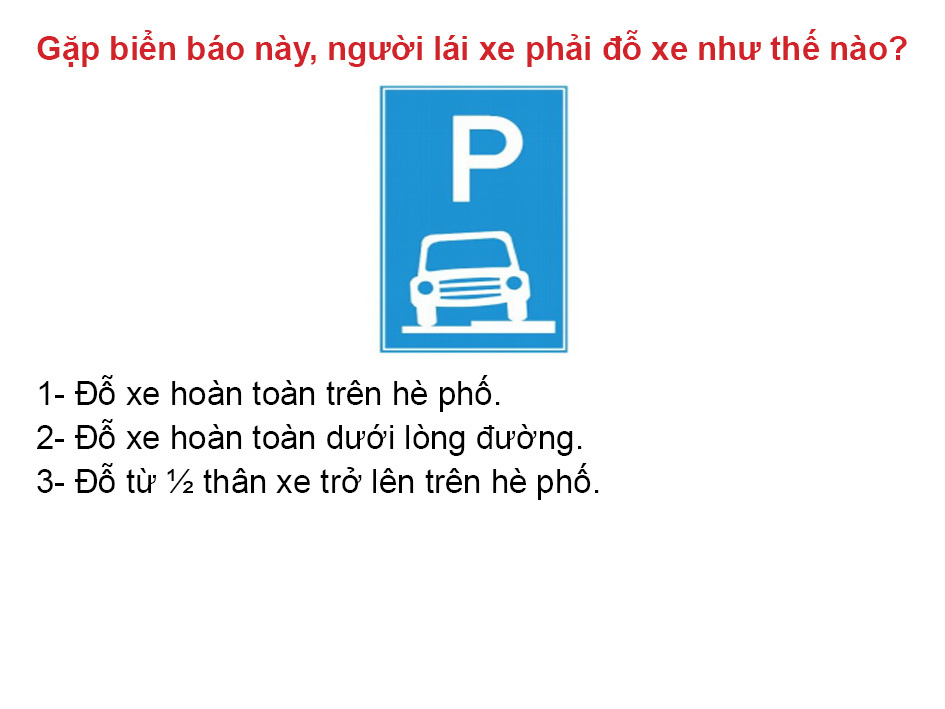 Gặp biển báo này, người lái xe phải đỗ xe như thế nào?
P
1- Đỗ xe hoàn toàn trên hè phố.
2- Đỗ xe hoàn toàn dưới lòng đường.
3- Đỗ từ ½ thân xe trở lên trên hè phố.